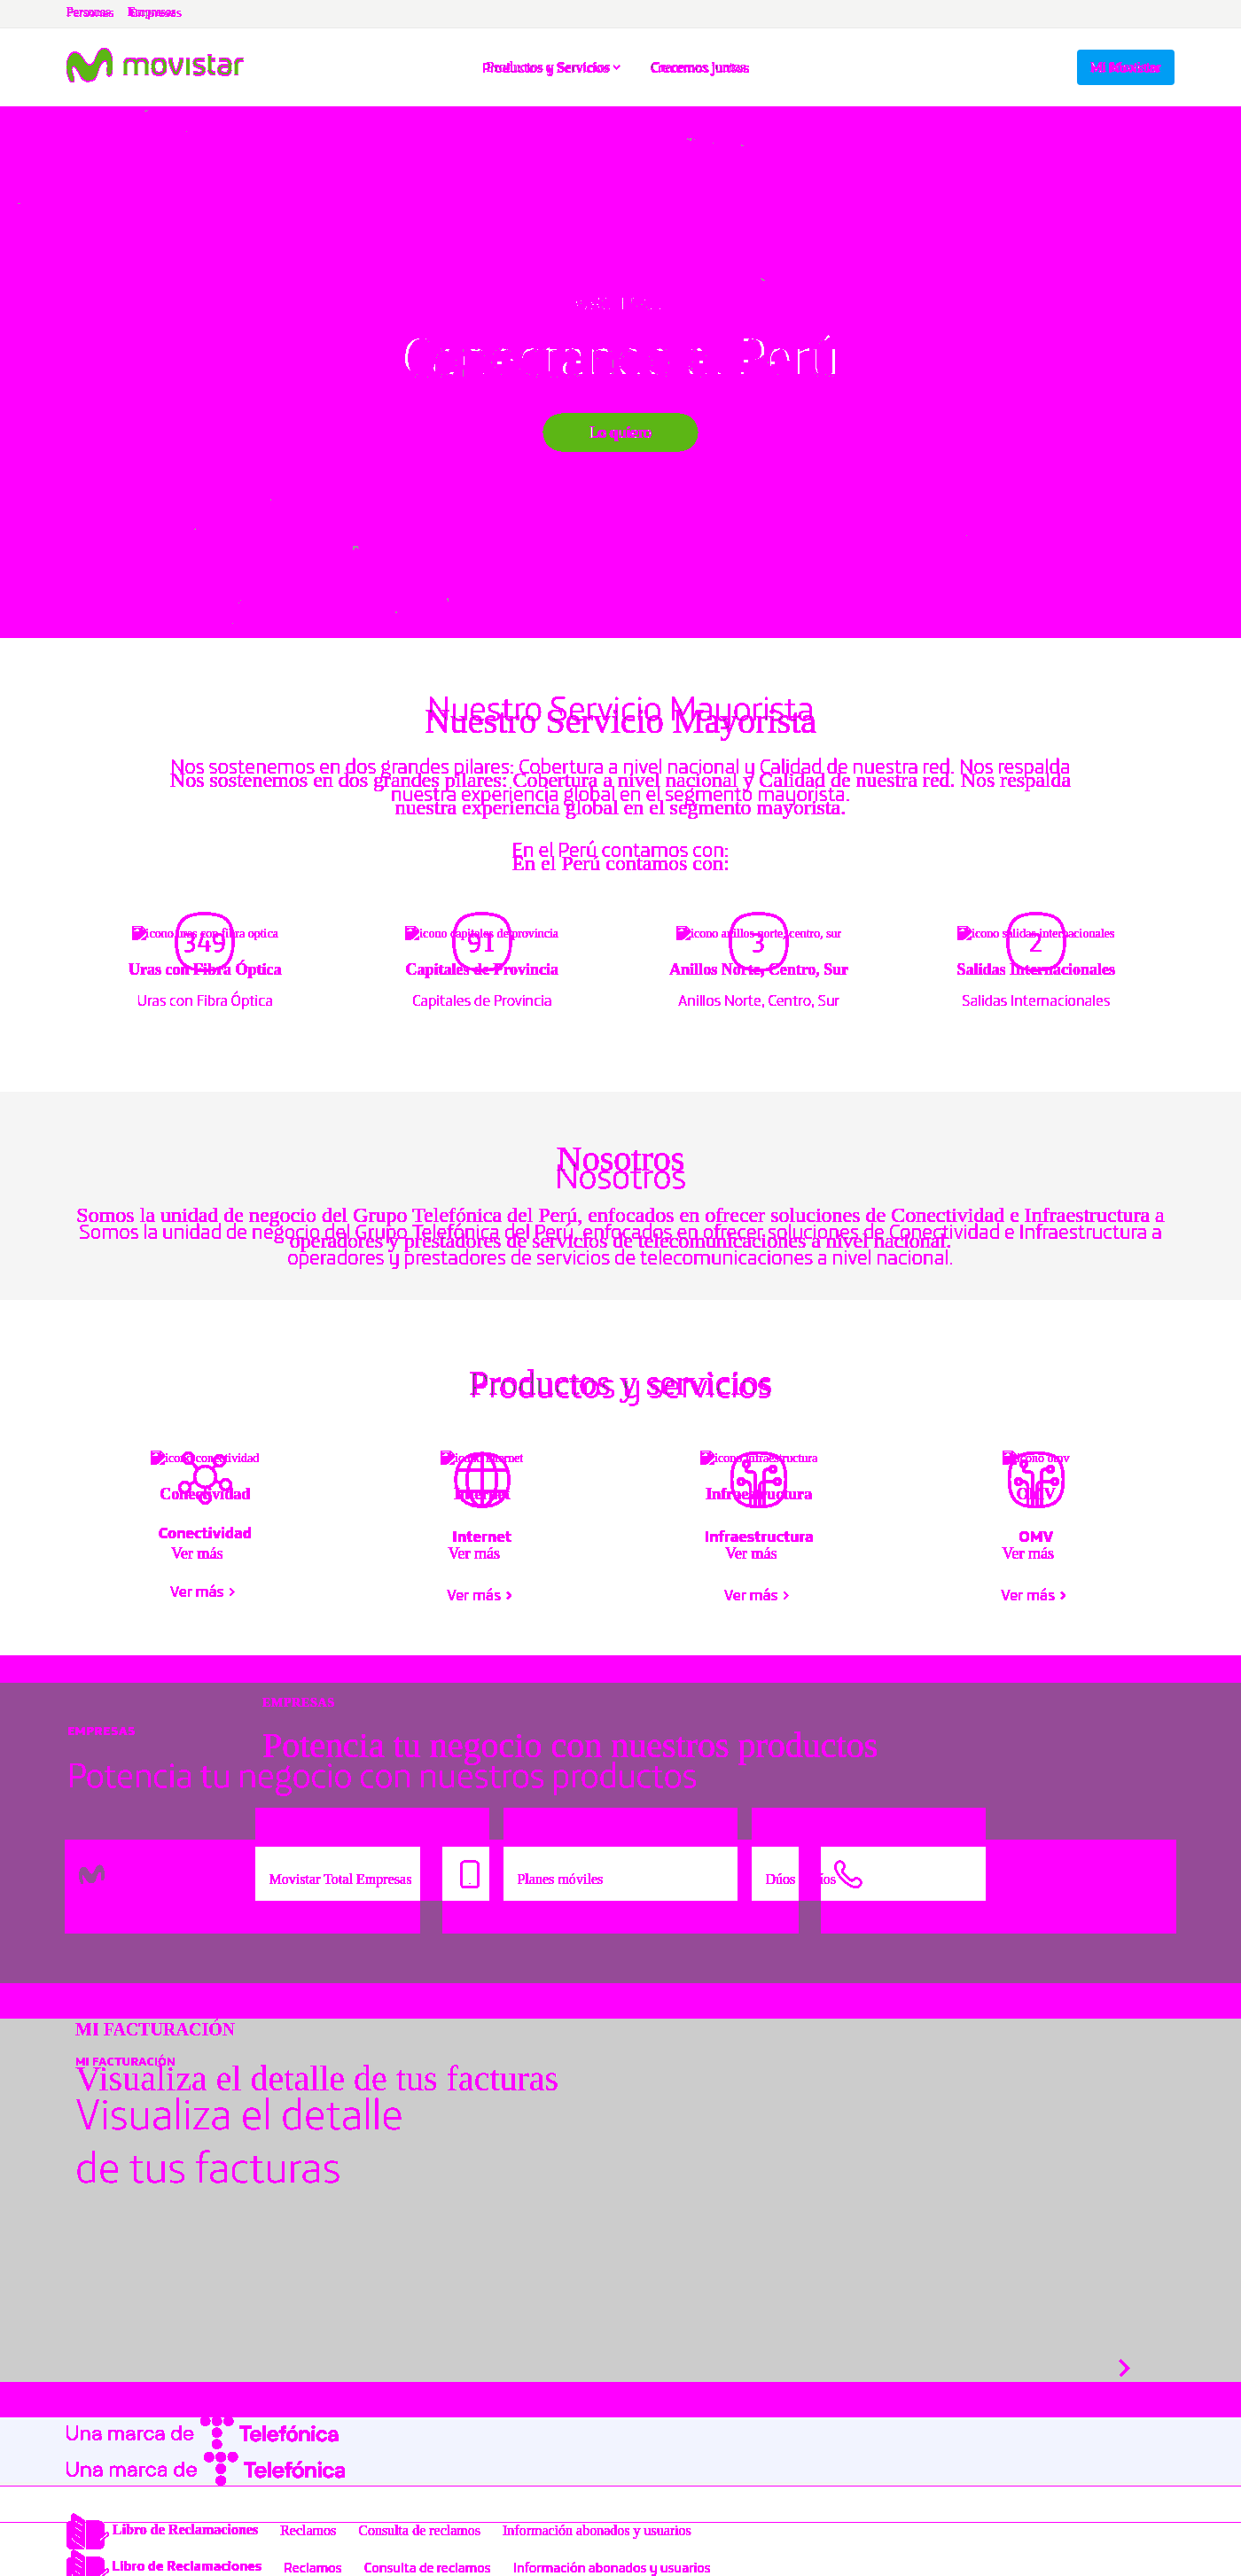 Personas Empresas
movistar
Productos y Servicios
Crecemos juntos
Mi Movistar
Conectando al Perú
Lo quiero
Nuestro Servicio Mayorista
Nuestro Servicio Mayorista
Nos sostenemos en dos grandes pilares: Cobertura a nivel nacional y Calidad de nuestra red. Nos respalda
Nos sostenemos en dos grandes pilares: Cobertura a nivel nacional y Calidad de nuestra red. Nos respalda
nuestra experiencia global en el segmento mayorista.
nuestra experiencia global en el segmento mayorista.
En el Perú contamos con:
En el Perú contamos con:
349
icono uras con fibra optica
Uras con Fibra Óptica
Uras con Fibra Óptica
91
icono capitales de provincia
Capitales de Provincia
Capitales de Provincia
3
icono anillos norte, centro, sur
Anillos Norte, Centro, Sur
Anillos Norte, Centro, Sur
2
icono salidas internacionales
Salidas Internacionales
Salidas Internacionales
Nosotros
Nosotros
Somos la unidad de negocio del Grupo Telefónica del Perú, enfocados en ofrecer soluciones de Conectividad e Infraestructura a
Somos la unidad de negocio del Grupo Telefónica del Perú, enfocados en ofrecer soluciones de Conectividad e Infraestructura a
operadores y prestadores de servicios de telecomunicaciones a nivel nacional.
operadores y prestadores de servicios de telecomunicaciones a nivel nacional.
Productos y servicios
Productos y servicios
icono conectividad
Conectividad
Conectividad
Ver más
Ver más
icono internet
Internet
Internet
Ver más
Ver más
icono infraestructura
Infraestructura
Infraestructura
Ver más
Ver más
icono omv
OMV
OMV
Ver más
Ver más
EMPRESAS
EMPRESAS
Potencia tu negocio con nuestros productos
Potencia tu negocio con nuestros productos
Movistar Total Empresas
Planes móviles
Dúos
MI FACTURACIÓN
MI FACTURACIÓN
Visualiza el detalle de tus facturas
Visualiza el detalle
de tus facturas
Una marca de Telefónica
Una marca de Telefónica
Libro de Reclamaciones Reclamos Consulta de reclamos Información abonados y usuarios
Libro de Reclamaciones Reclamos Consulta de reclamos Información abonados y usuarios